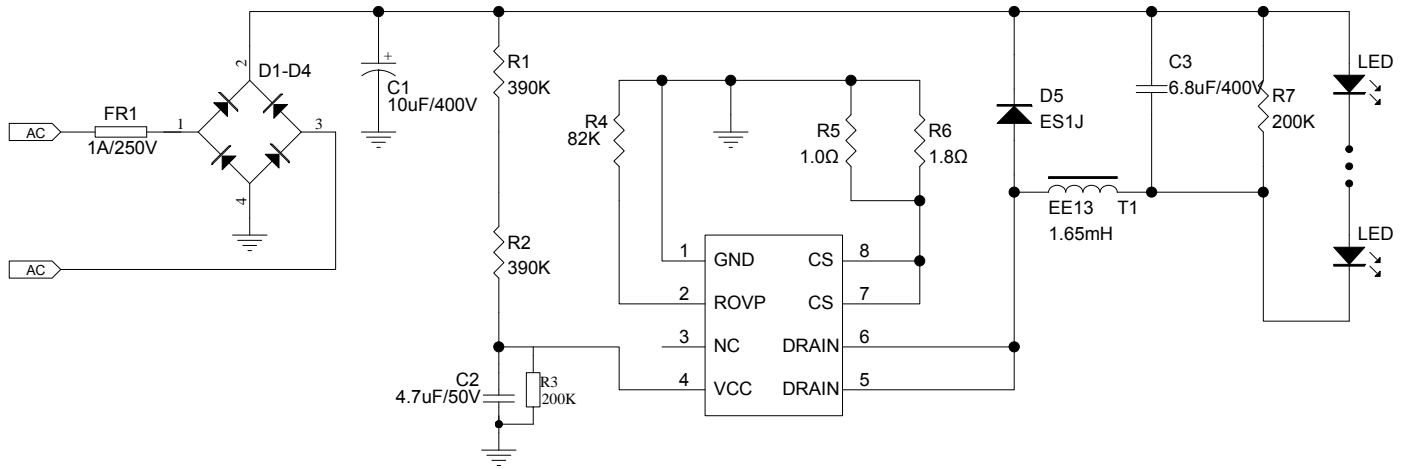 AC
FR1
1A/250V
AC
D1-D4
1
2
3
4
+
C1
10uF/400V
R1
390K
R2
390K
C2
4.7uF/50V
R3
200K
R4
82K
R5
1.0Ω
R6
1.8Ω
1
2
3
4
GND
ROVP
NC
VCC
CS
CS
DRAIN
DRAIN
8
7
6
5
D5
ES1J
EE13
T1
1.65mH
C3
6.8uF/400V
R7
200K
LED
LED